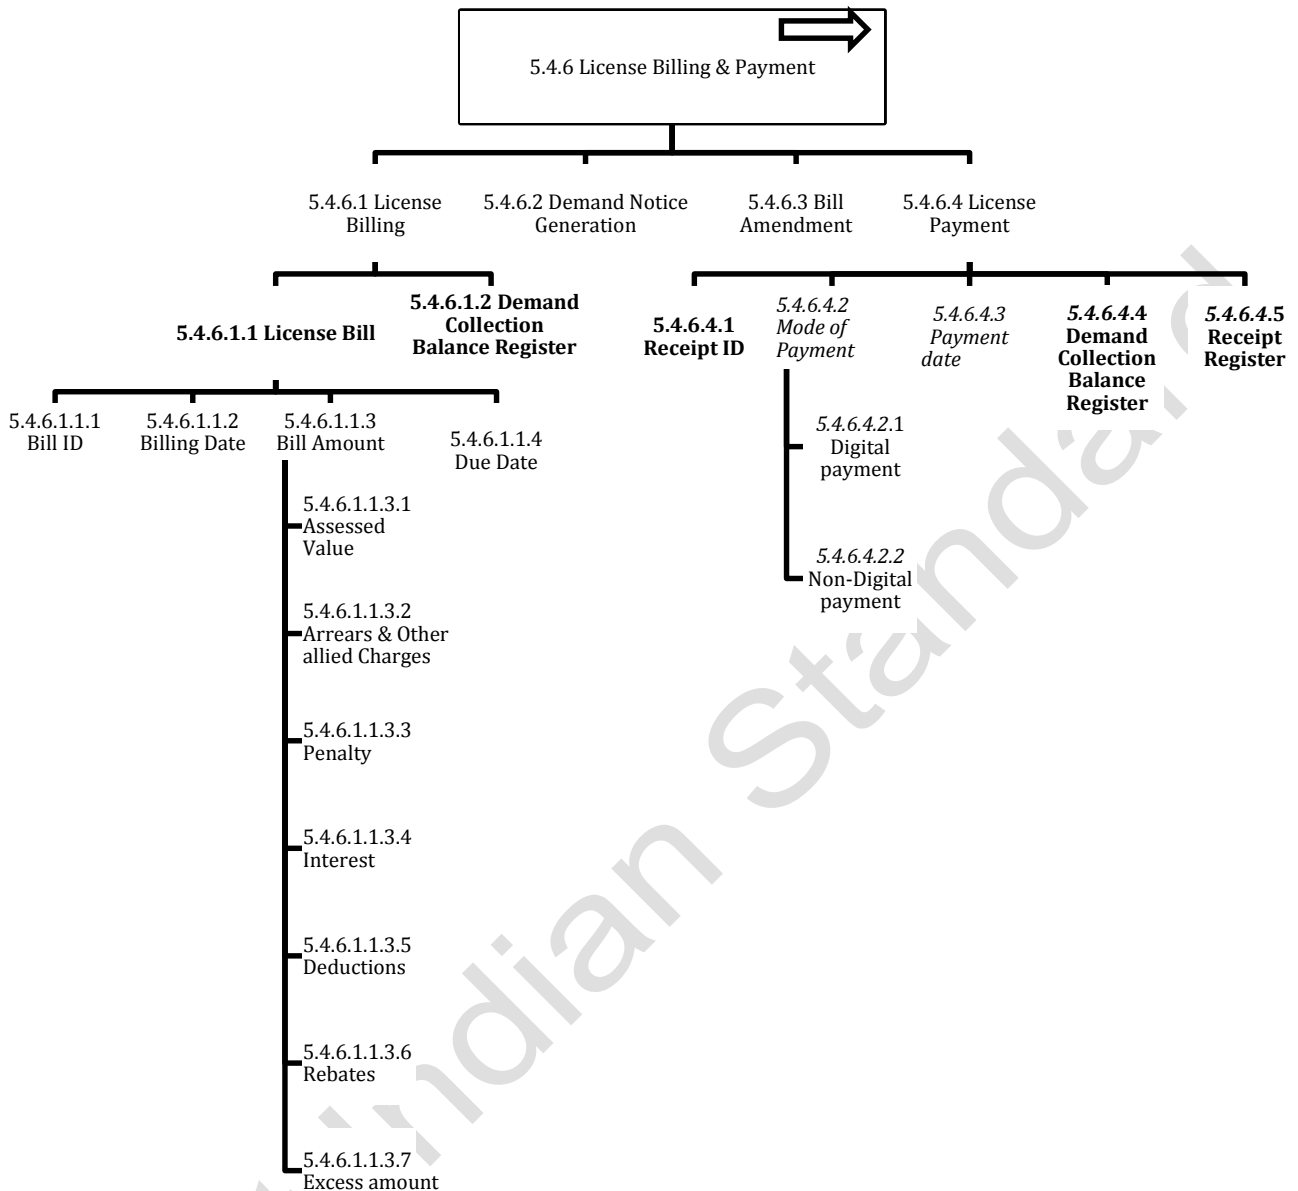 5.4.6 License Billing & Payment
5.4.6.1 License
Billing
5.4.6.2 Demand Notice
Generation
5.4.6.3 Bill
Amendment
5.4.6.4 License
Payment
5.4.6.1.1 License Bill
5.4.6.1.2 Demand
Collection
Balance Register
5.4.6.4.1
Receipt ID
5.4.6.4.2
Mode of
Payment
5.4.6.4.3
Payment
date
5.4.6.4.4
Demand
Collection
Balance
Register
5.4.6.4.5
Receipt
Register
5.4.6.1.1.1
Bill ID
5.4.6.1.1.2
Billing Date
5.4.6.1.1.3
Bill Amount
5.4.6.1.1.4
Due Date
5.4.6.4.2.1
Digital
payment
5.4.6.4.2.2
Non-Digital
payment
5.4.6.1.1.3.1
Assessed
Value
5.4.6.1.1.3.2
Arrears & Other
allied Charges
5.4.6.1.1.3.3
Penalty
5.4.6.1.1.3.4
Interest
5.4.6.1.1.3.5
Deductions
5.4.6.1.1.3.6
Rebates
5.4.6.1.1.3.7
Excess amount
Indian Standard